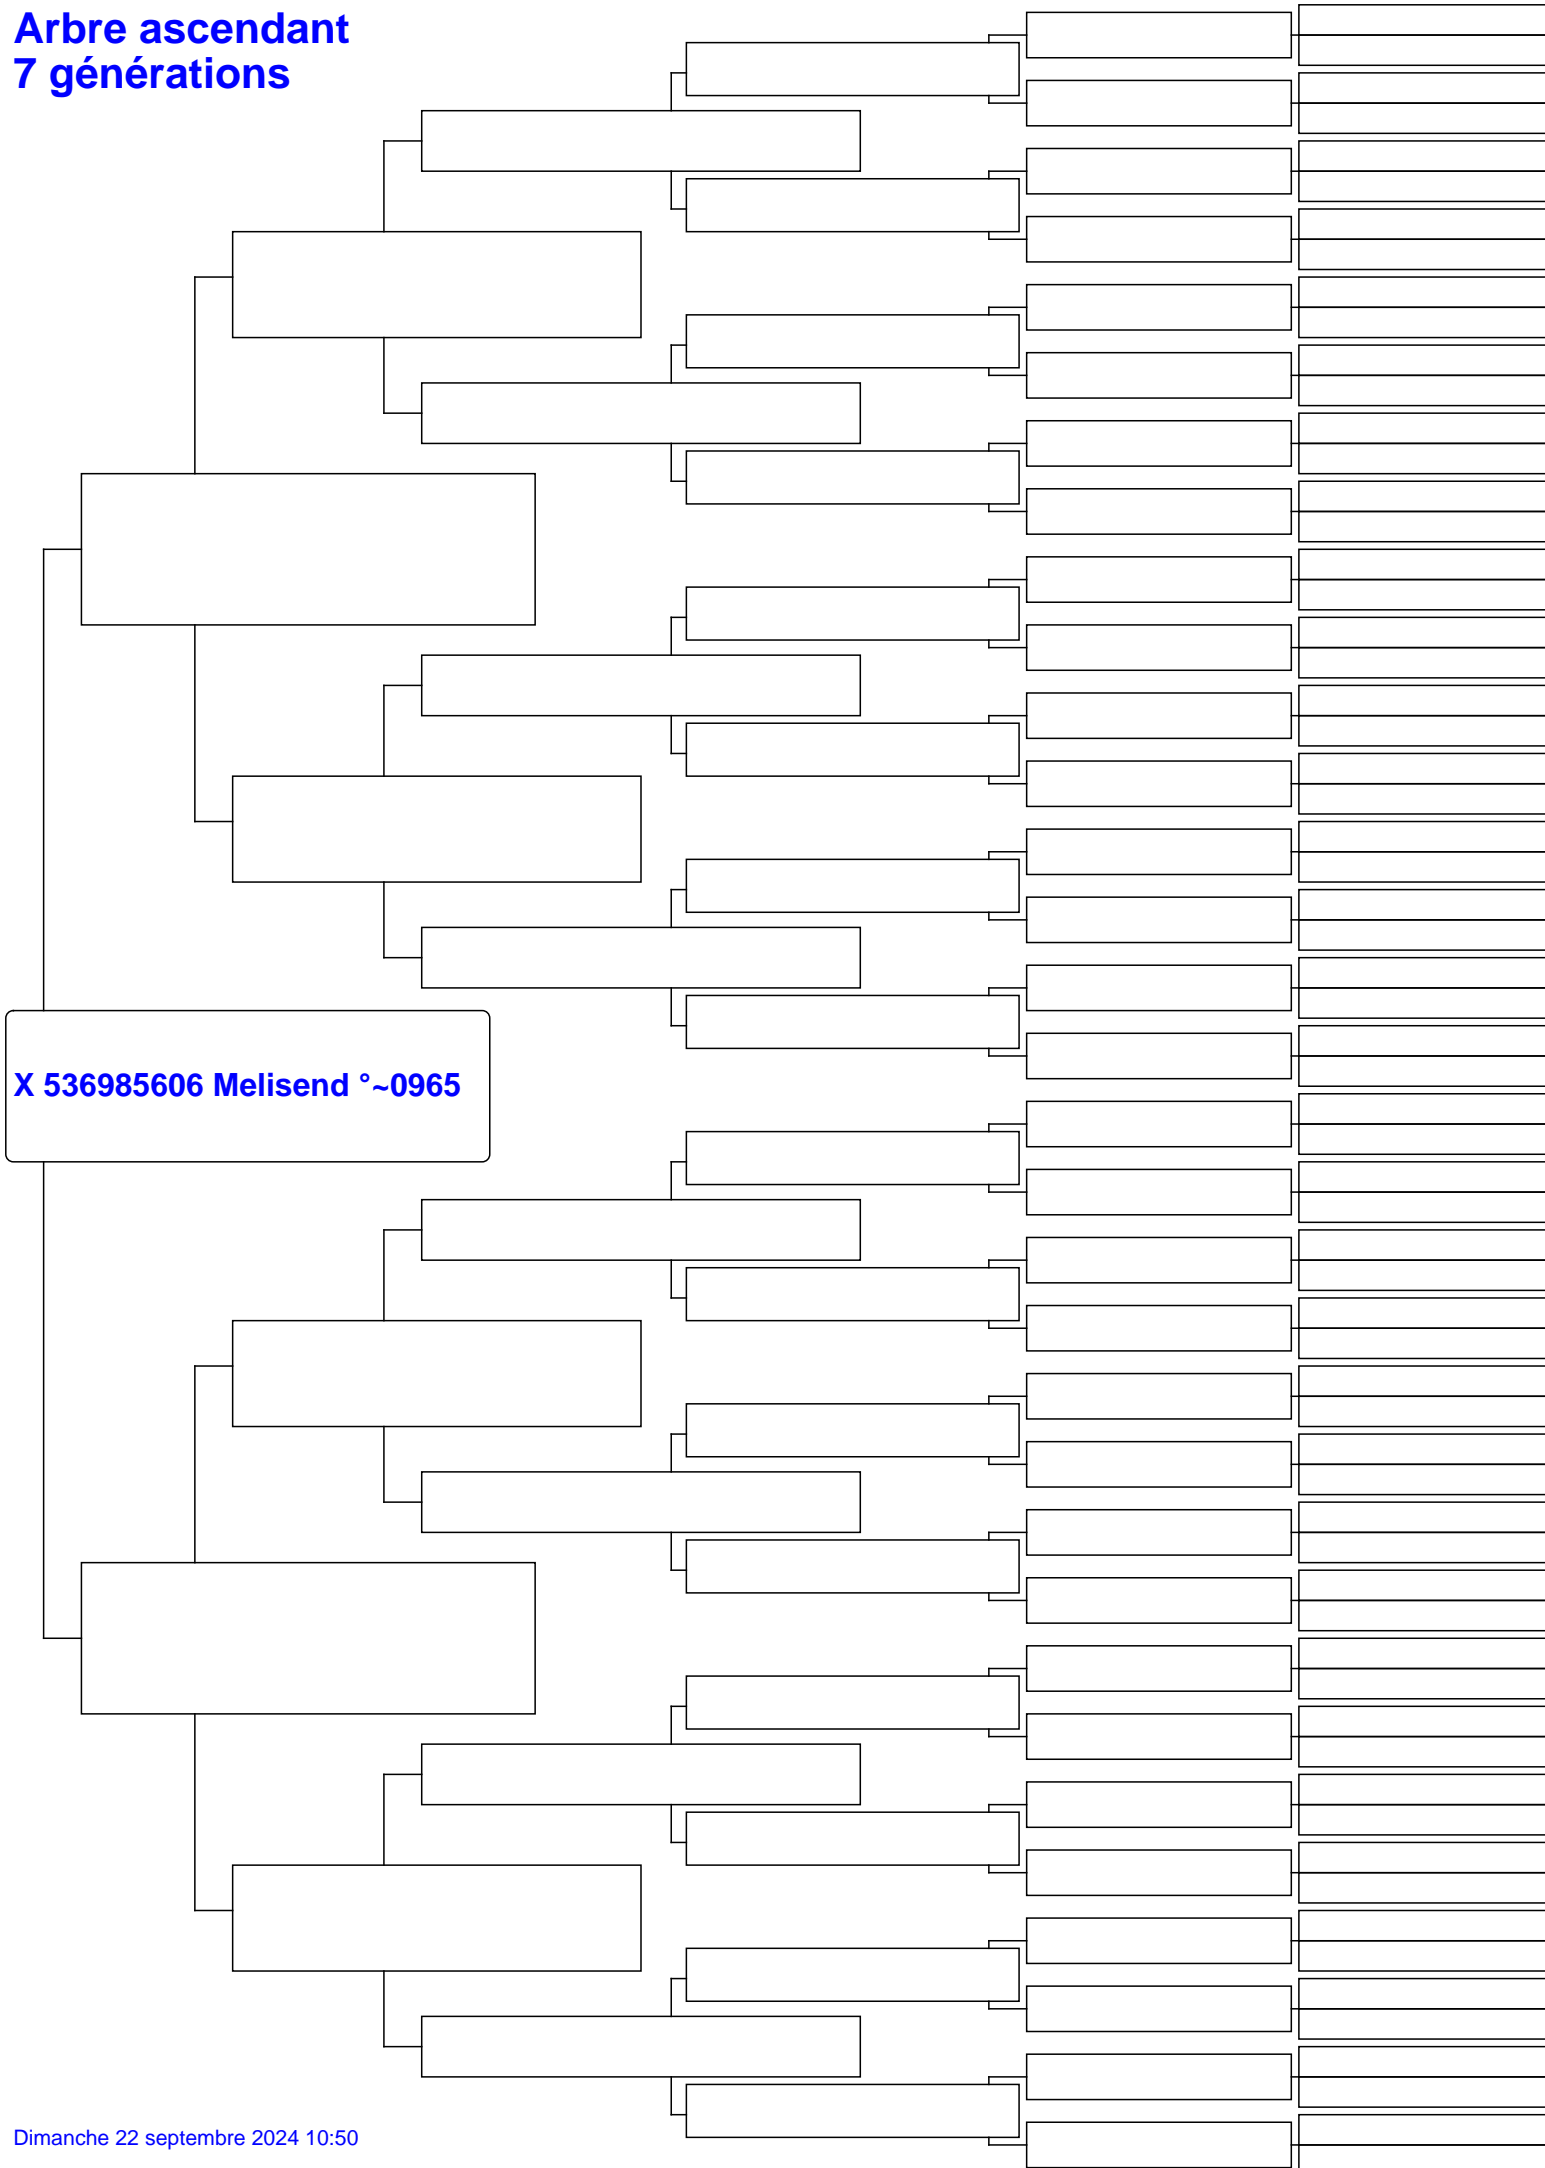 Arbre ascendant
7 générations
X 536985606 Melisend °~0965
Dimanche 22 septembre 2024 10:50